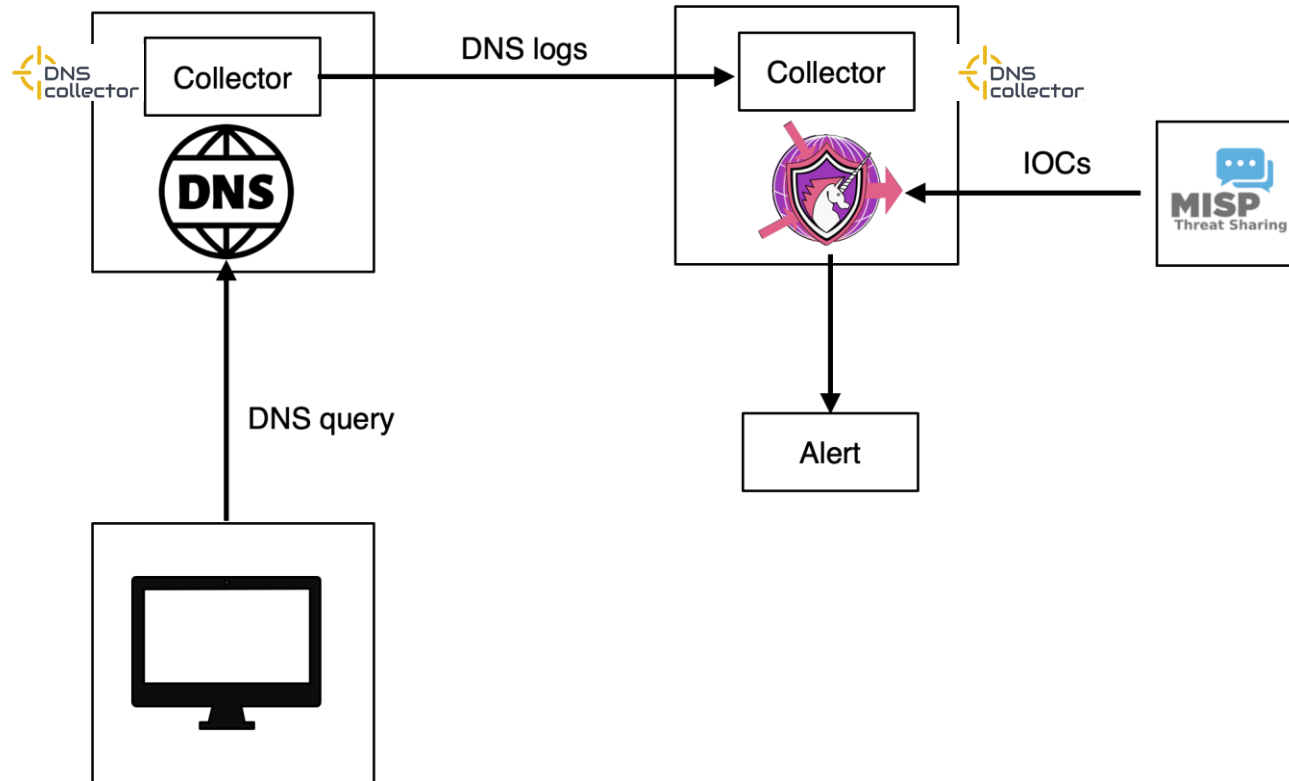 DNS logs
DNS
collector
Collector
Collector
DNS
collector
DNS
IOCs
MISP
Threat Sharing
DNS query
Alert